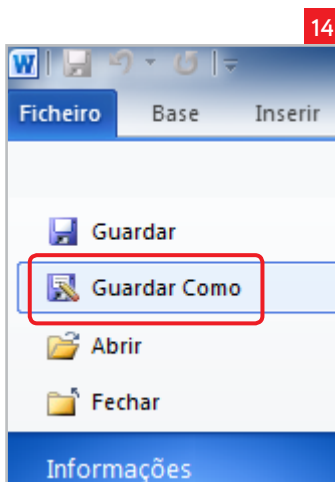 14
W
Ficheiro Base Inserir
Guardar
Guardar Como
Abrir
Fechar
Informações